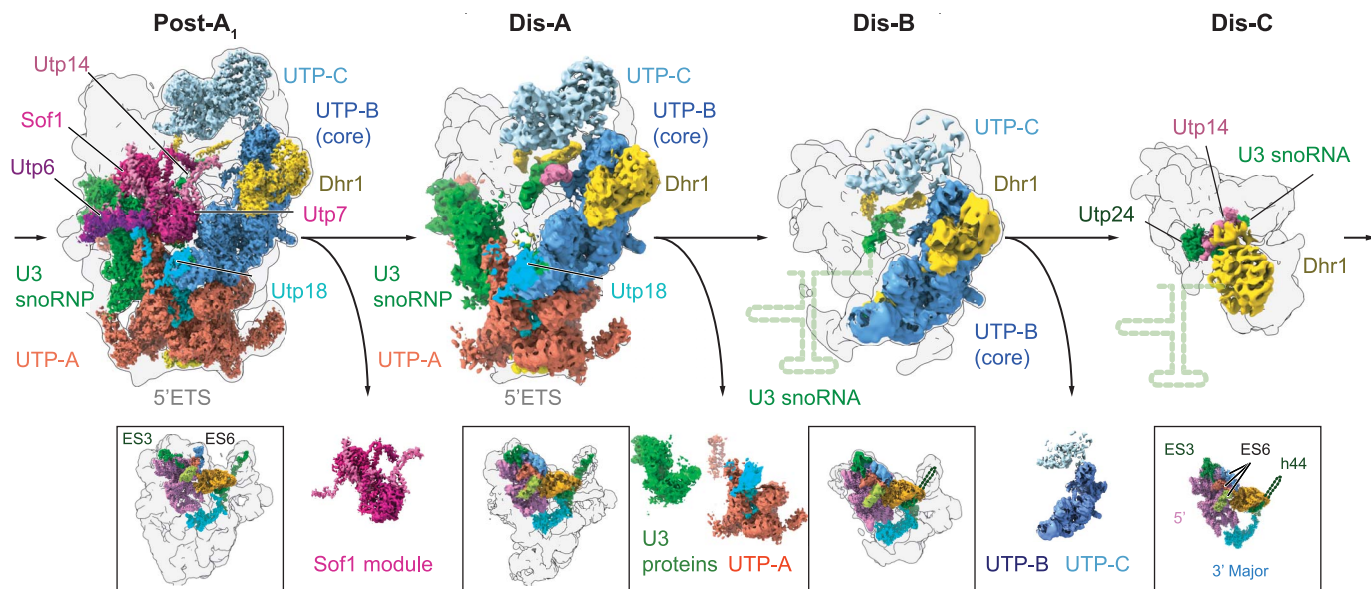 Post-A1
Dis-A
Dis-B
Dis-C
Utp14
UTP-C
UTP-B
(core)
Sof1
Utp6
Dhr1
Utp7
U3
snoRNP
Utp18
UTP-A
5'ETS
UTP-C
UTP-B
(core)
Dhr1
U3
snoRNP
Utp18
UTP-A
5'ETS
UTP-C
Dhr1
UTP-B
(core)
U3 snoRNA
Utp14
U3 snoRNA
Utp24
Dhr1
ES3
ES6
Sof1 module
U3
proteins
UTP-A
UTP-B
UTP-C
ES3
ES6
h44
5'
3' Major